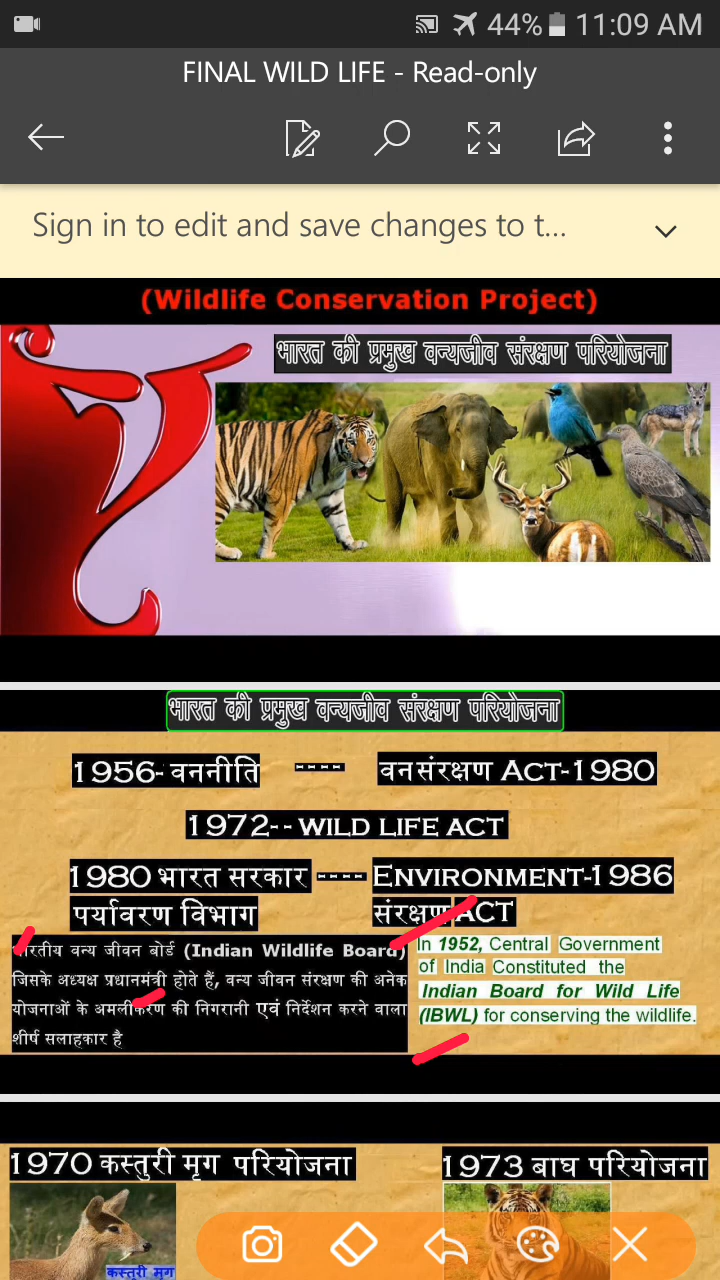 44% 11:09 AM
FINAL WILD LIFE - Read-only
Sign in to edit and save changes to t...
(Wildlife Conservation Project)
भारत की प्रमुख वन्यजीव संरक्षण परियोजना
भारत की प्रमुख वन्यजीव संरक्षण परियोजना
1956- वननीति ---- वनसंरक्षण ACT-1980
1972-- WILD LIFE ACT
1980 भारत सरकार ---- ENVIRONMENT-1986
पर्यावरण विभाग संरक्षण ACT
भारतीय वन्य जीवन बोर्ड (Indian Wildlife Board)
जिसके अध्यक्ष प्रधानमंत्री होते हैं, वन्य जीवन संरक्षण की अनेक
योजनाओं के अमलीकरण की निगरानी एवं निर्देशन करने वाला
शीर्ष सलाहकार है
In 1952, Central Government
of India Constituted the
Indian Board for Wild Life
(IBWL) for conserving the wildlife.
1970 कस्तुरी मृग परियोजना 1973 बाघ परियोजना
कस्तुरी मृग